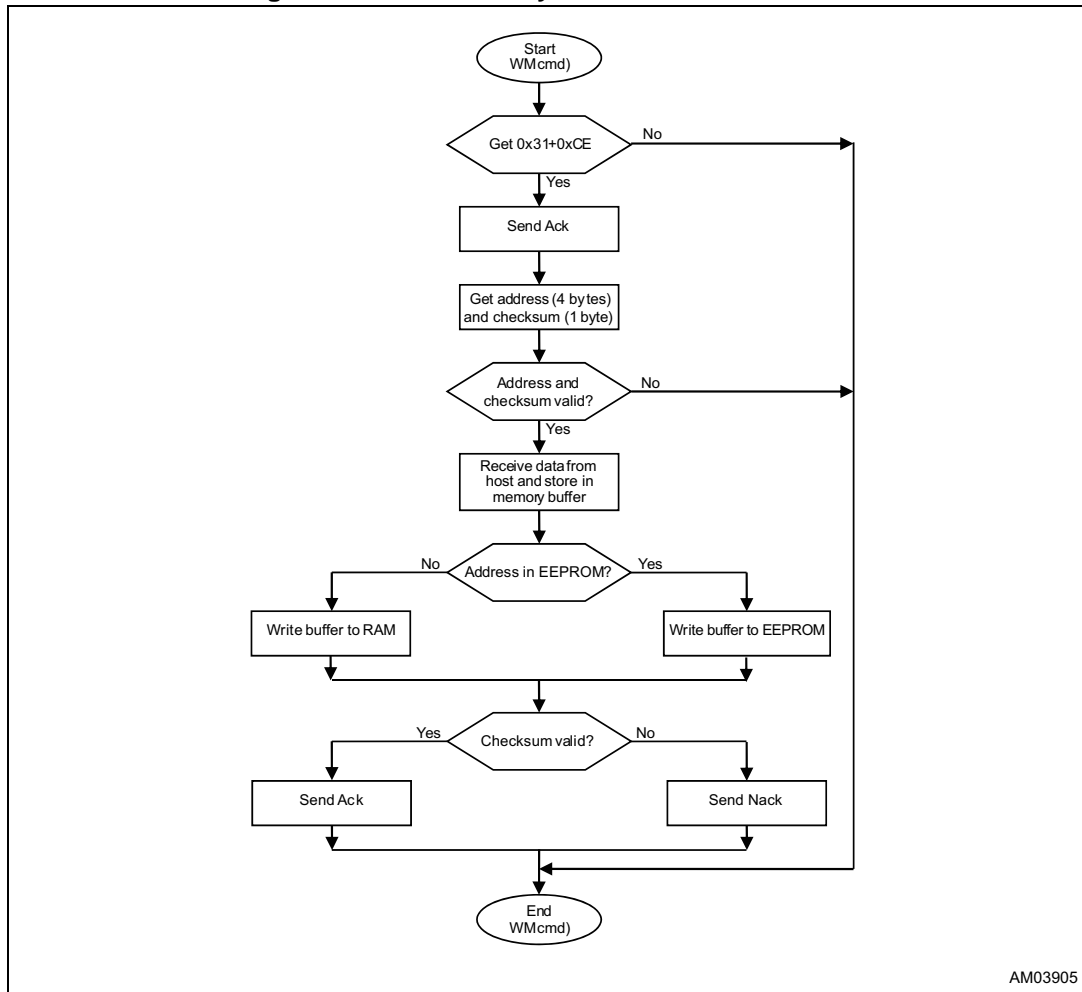 Start
WMcmd)
Get 0x31+0xCE
No
Yes
Send Ack
Get address (4 bytes)
and checksum (1 byte)
Address and
checksum valid?
No
Yes
Receive data from
host and store in
memory buffer
No
Address in EEPROM?
Yes
Write buffer to RAM
Write buffer to EEPROM
Yes
Checksum valid?
No
Send Ack
Send Nack
End
WMcmd)
AM03905